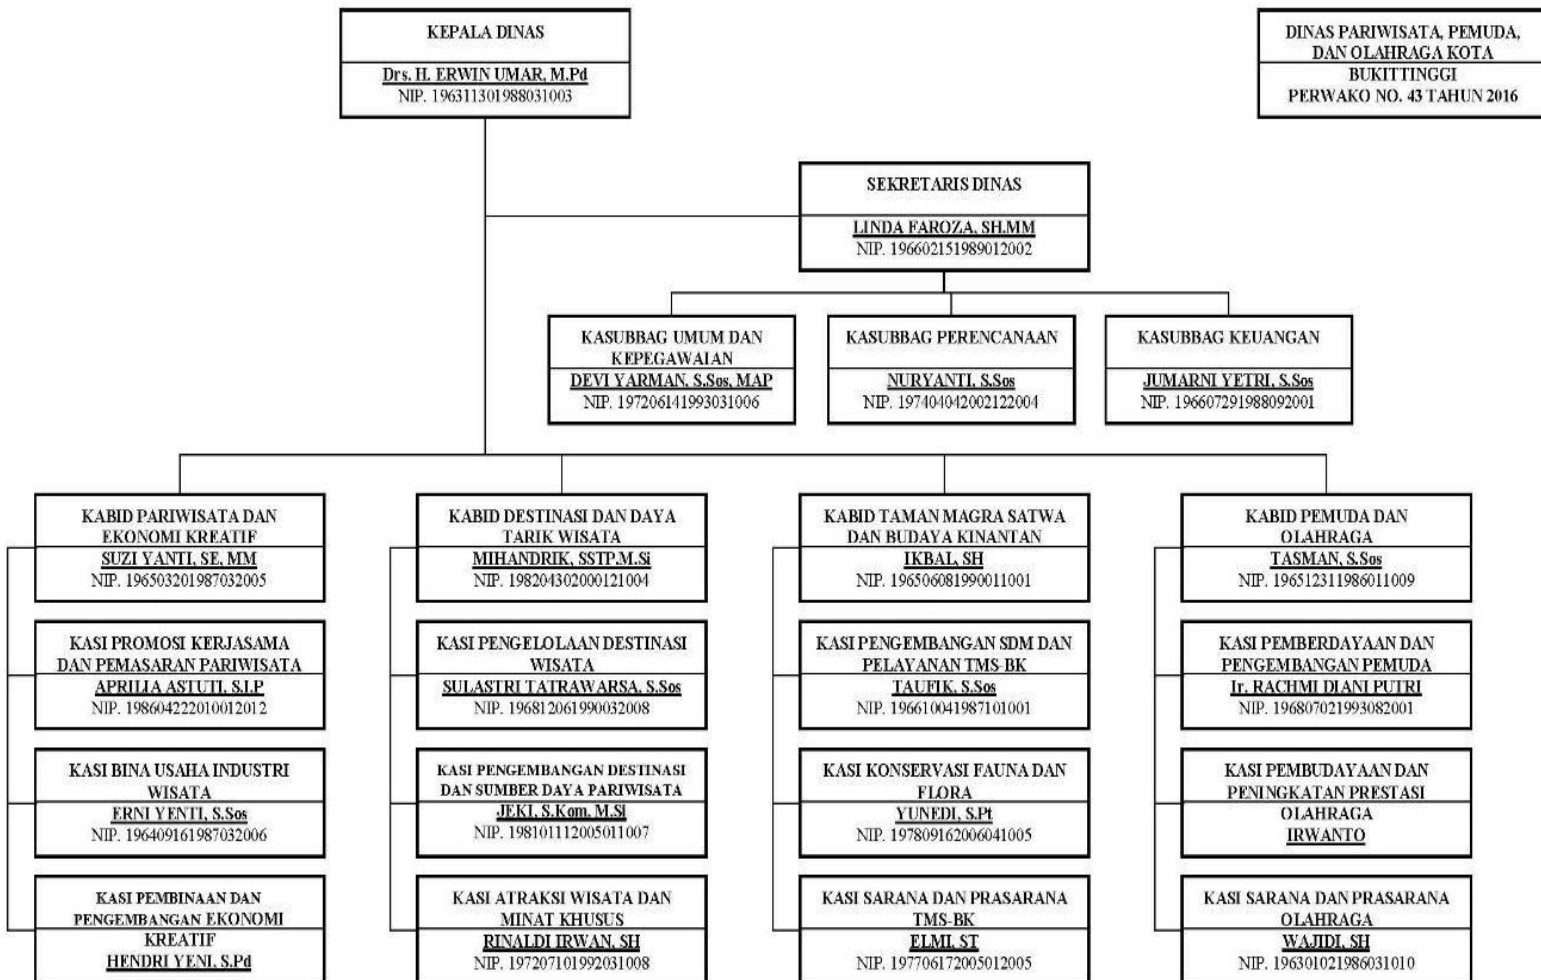 KEPALA DINAS
Drs. H. ERWIN UMAR, M.Pd
NIP. 196311301988031003
DINAS PARIWISATA, PEMUDA,
DAN OLAHRAGA KOTA
BUKITTINGGI
PERWAKO NO. 43 TAHUN 2016
SEKRETARIS DINAS
LINDA FAROZA, SH.MM
NIP. 196602151989012002
KASUBBAG UMUM DAN
KEPEGAWAIAN
DEVI YARMAN, S.Sos, MAP
NIP. 197206141993031006
KASUBBAG PERENCANAAN
NURYANTI, S.Sos
NIP. 197404042002122004
KASUBBAG KEUANGAN
JUMARNI YETRI, S.Sos
NIP. 196607291988092001
KABID PARIWISATA DAN
EKONOMI KREATIF
SUZI YANTI, SE, MM
NIP. 196503201987032005
KASI PROMOSI KERJASAMA
DAN PEMASARAN PARIWISATA
APRILIA ASTUTI, S.I.P
NIP. 198604222010012012
KASI BINA USAHA INDUSTRI
WISATA
ERNI YENTI, S.Sos
NIP. 196409161987032006
KASI PEMBINAAN DAN
PENGEMBANGAN EKONOMI
KREATIF
HENDRI YENI, S.Pd
KABID DESTINASI DAN DAYA
TARIK WISATA
MIHANDRIK, SSTP.M.Si
NIP. 198204302000121004
KASI PENGELOLAAN DESTINASI
WISATA
SULASTRI TATRAWARSA, S.Sos
NIP. 196812061990032008
KASI PENGEMBANGAN DESTINASI
DAN SUMBER DAYA PARIWISATA
JEKI, S.Kom, M.Si
NIP. 198101112005011007
KASI ATRAKSI WISATA DAN
MINAT KHUSUS
RINALDI IRWAN, SH
NIP. 197207101992031008
KABID TAMAN MAGRA SATWA
DAN BUDAYA KINANTAN
IKBAL, SH
NIP. 196506081990011001
KASI PENGEMBANGAN SDM DAN
PELAYANAN TMS-BK
TAUFIK, S.Sos
NIP. 196610041987101001
KASI KONSERVASI FAUNA DAN
FLORA
YUNEDI, S.Pt
NIP. 197809162006041005
KASI SARANA DAN PRASARANA
TMS-BK
ELMI, ST
NIP. 197706172005012005
KABID PEMUDA DAN
OLAHRAGA
TASMAN, S.Sos
NIP. 196512311986011009
KASI PEMBERDAYAAN DAN
PENGEMBANGAN PEMUDA
Ir. RACHMI DIANI PUTRI
NIP. 196807021993082001
KASI PEMBUDAYAAN DAN
PENINGKATAN PRESTASI
OLAHRAGA
IRWANTO
KASI SARANA DAN PRASARANA
OLAHRAGA
WAJIDI, SH
NIP. 196301021986031010